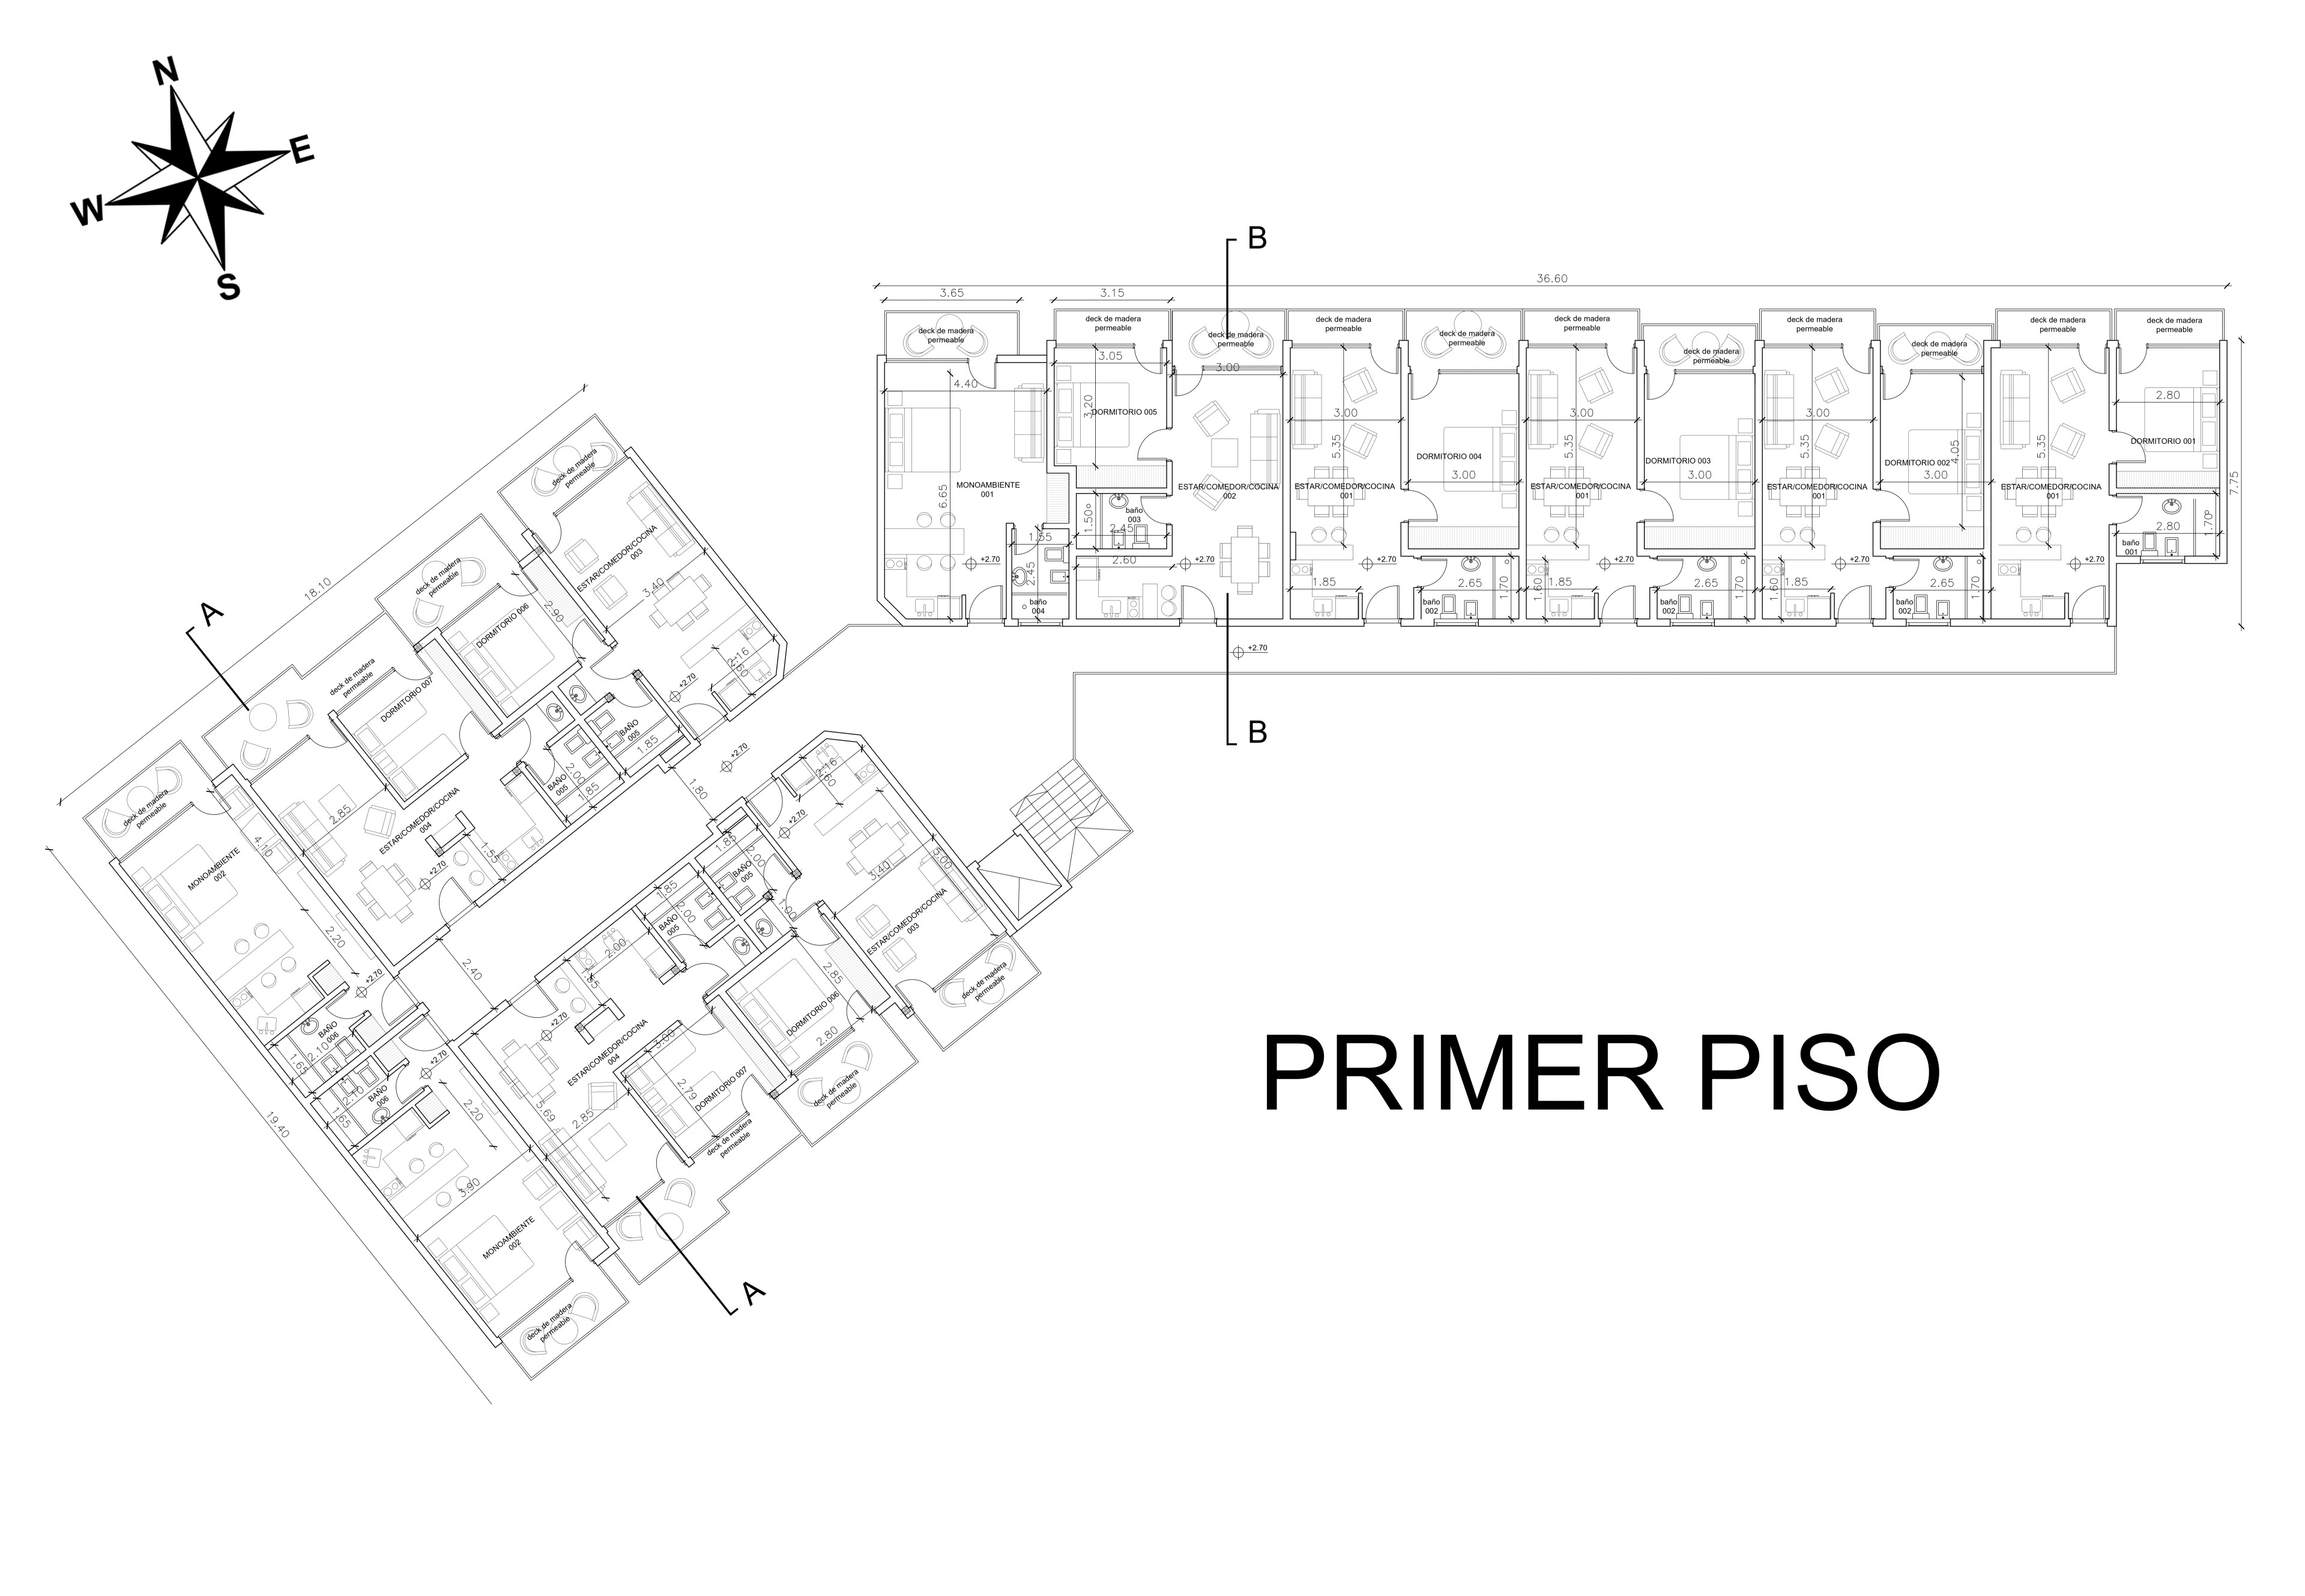 N
E
W
S
B
36.60
3.65
3.15
deck de madera
permeable
deck de madera
permeable
deck de madera
permeable
deck de madera
permeable
deck de madera
permeable
deck de madera
permeable
deck de madera
permeable
deck de madera
permeable
deck de madera
permeable
deck de madera
permeable
deck de madera
permeable
4.40
3.05
3.00
3.20
DORMITORIO 005
6.65
MONOAMBIENTE
001
ESTAR/COMEDOR/COCINA
002
baño
003
1.50
2.45
1.55
2.45
2.60
baño
004
+2.70
+2.70
3.00
5.35
ESTAR/COMEDOR/COCINA
001
+2.70
1.85
DORMITORIO 004
3.00
2.65
1.70
baño
002
3.00
5.35
ESTAR/COMEDOR/COCINA
001
+2.70
1.60
1.85
DORMITORIO 003
3.00
2.65
1.70
baño
002
3.00
5.35
ESTAR/COMEDOR/COCINA
001
+2.70
1.60
1.85
DORMITORIO 002
4.05
3.00
2.65
1.70
baño
002
5.35
ESTAR/COMEDOR/COCINA
001
+2.70
2.80
DORMITORIO 001
2.80
1.70
baño
001
7.75
+2.70
B
18.10
A
deck de madera
permeable
ESTAR/COMEDOR/COCINA
003
3.40
2.16
+2.70
deck de madera
permeable
DORMITORIO 006
2.90
BAÑO
005
1.85
deck de madera
permeable
DORMITORIO 007
BAÑO
005
2.00
1.85
2.85
ESTAR/COMEDOR/COCINA
004
1.55
+2.70
deck de madera
permeable
MONOAMBIENTE
002
4.10
2.20
+2.70
BAÑO
006
2.10
1.65
+2.70
1.80
2.40
+2.70
2.16
2.60
1.85
2.00
BAÑO
005
1.00
3.40
5.00
ESTAR/COMEDOR/COCINA
003
deck de madera
permeable
1.85
2.00
BAÑO
005
2.00
DORMITORIO 006
2.85
2.80
deck de madera
permeable
+2.70
ESTAR/COMEDOR/COCINA
004
3.00
2.79
DORMITORIO 007
5.69
2.85
deck de madera
permeable
+2.70
BAÑO
006
2.10
1.65
2.20
3.90
MONOAMBIENTE
002
deck de madera
permeable
19.40
A
PRIMER PISO